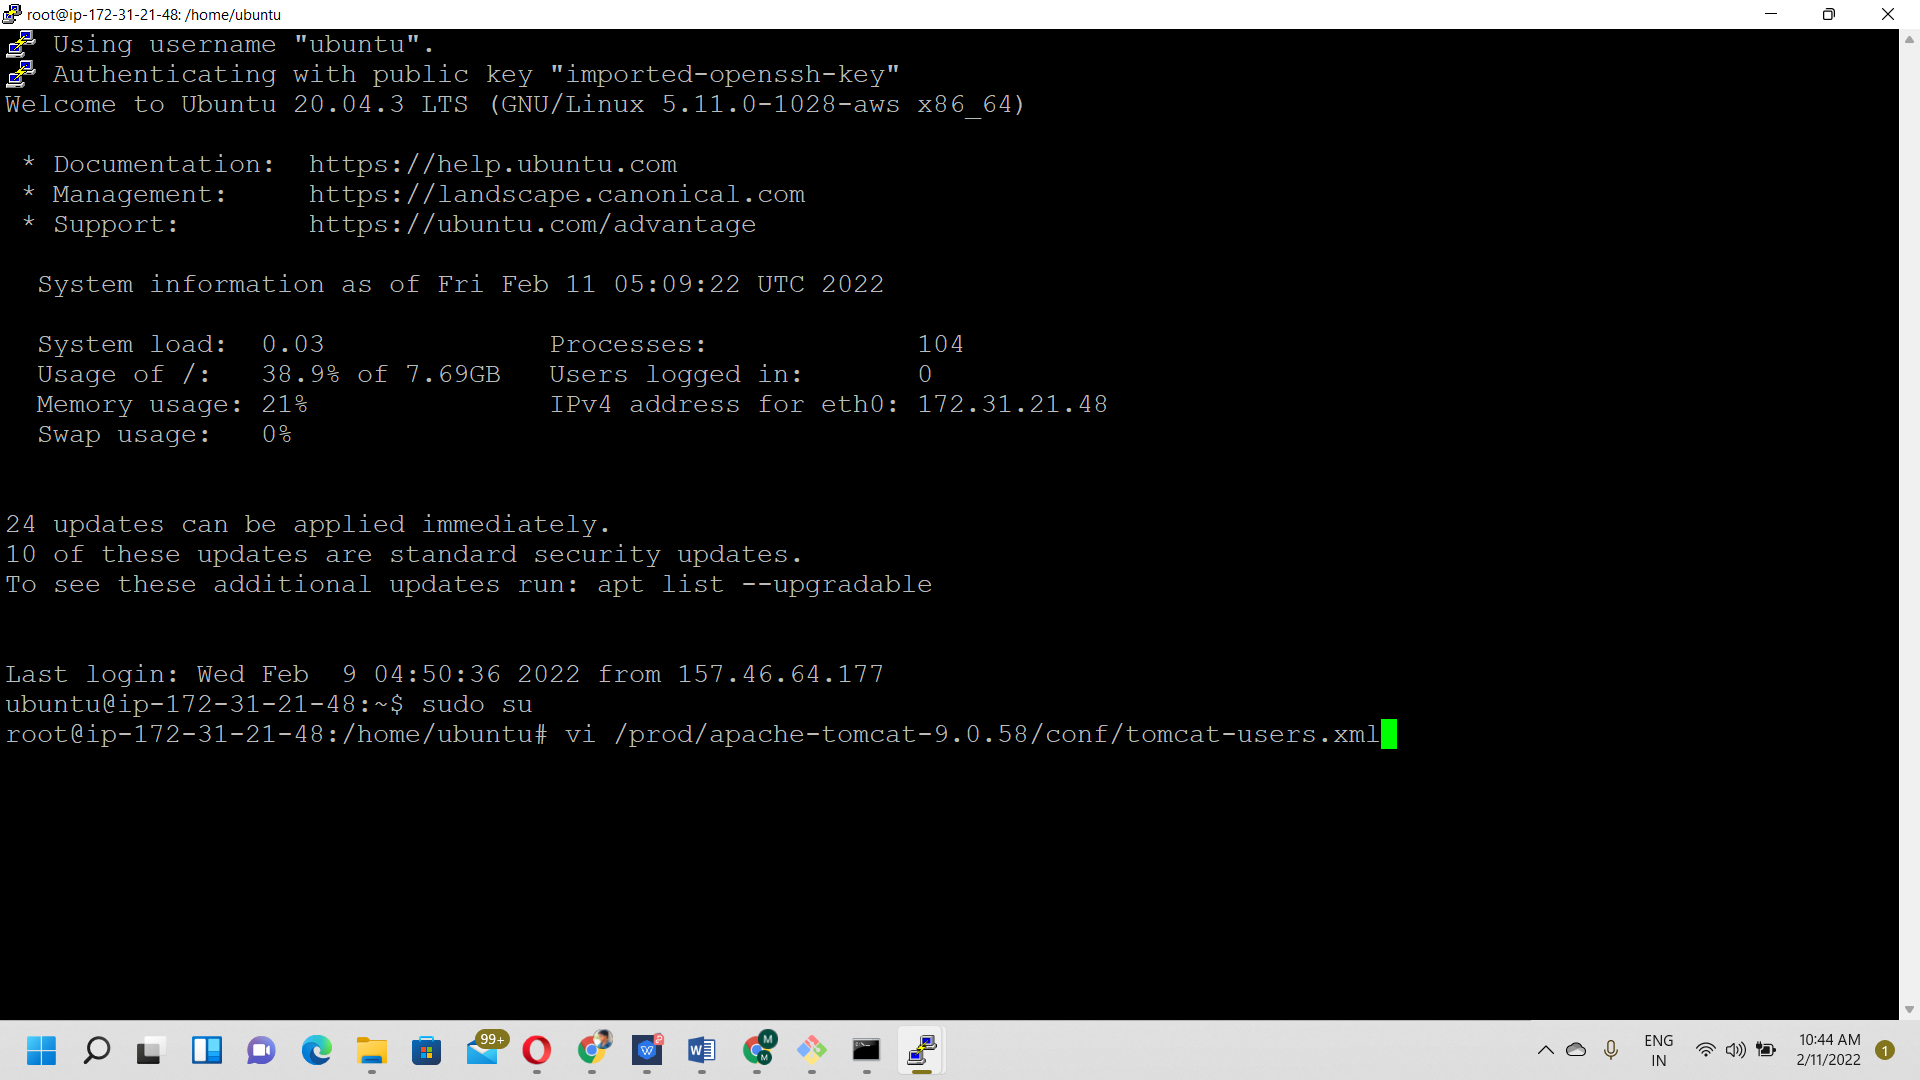 root@ip-172-31-21-48: /home/ubuntu
Using username "ubuntu".
Authenticating with public key "imported-openssh-key"
Welcome to Ubuntu 20.04.3 LTS (GNU/Linux 5.11.0-1028-aws x86_64)
* Documentation:  https://help.ubuntu.com
* Management:     https://landscape.canonical.com
* Support:        https://ubuntu.com/advantage
System information as of Fri Feb 11 05:09:22 UTC 2022
System load:  0.03              Processes:             104
Usage of /:   38.9% of 7.69GB   Users logged in:       0
Memory usage: 21%               IPv4 address for eth0: 172.31.21.48
Swap usage:   0%
24 updates can be applied immediately.
10 of these updates are standard security updates.
To see these additional updates run: apt list --upgradable
Last login: Wed Feb  9 04:50:36 2022 from 157.46.64.177
ubuntu@ip-172-31-21-48:~$ sudo su
root@ip-172-31-21-48:/home/ubuntu# vi /prod/apache-tomcat-9.0.58/conf/tomcat-users.xml
99+
M
M
W
ENG
IN
10:44 AM
2/11/2022
1